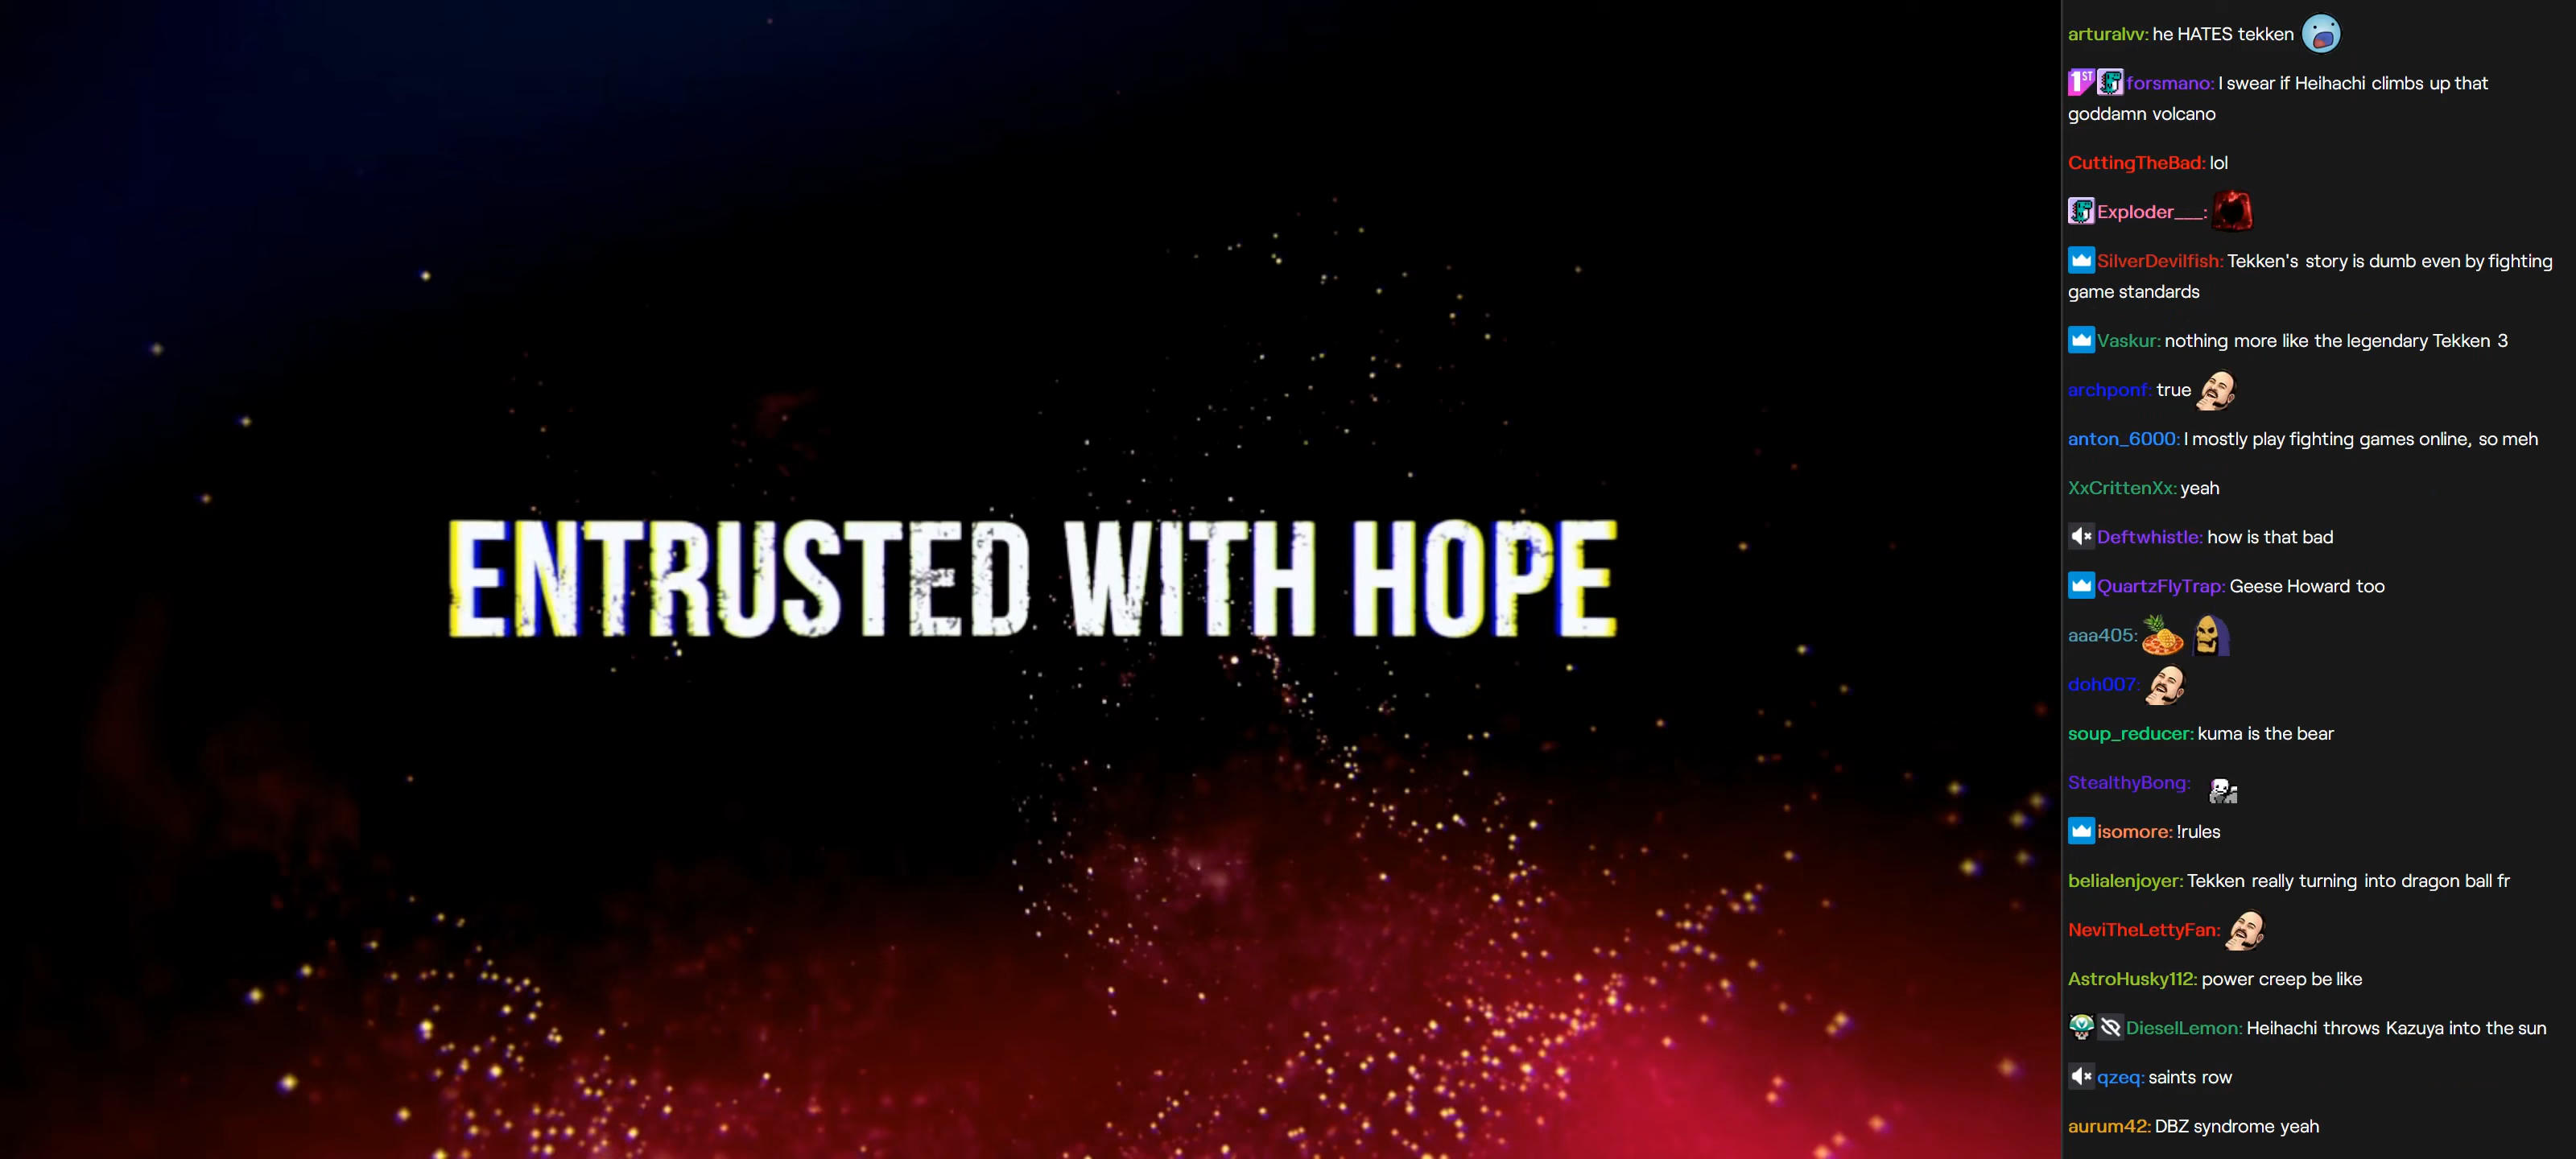 ENTRUSTED WITH HOPE
arturalvv: he HATES tekken
1ST forsmano: I swear if Heihachi climbs up that
goddamn volcano
CuttingTheBad: lol
Exploder___:
SilverDevilfish: Tekken's story is dumb even by fighting
game standards
Vaskur: nothing more like the legendary Tekken 3
archponf: true
anton_6000: I mostly play fighting games online, so meh
XxCrittenXx: yeah
Deftwhistle: how is that bad
QuartzFlyTrap: Geese Howard too
aaa405:
doh007:
soup_reducer: kuma is the bear
StealthyBong:
isomore: !rules
belialenjoyer: Tekken really turning into dragon ball fr
NeviTheLettyFan:
AstroHusky112: power creep be like
DieselLemon: Heihachi throws Kazuya into the sun
qzeq: saints row
aurum42: DBZ syndrome yeah